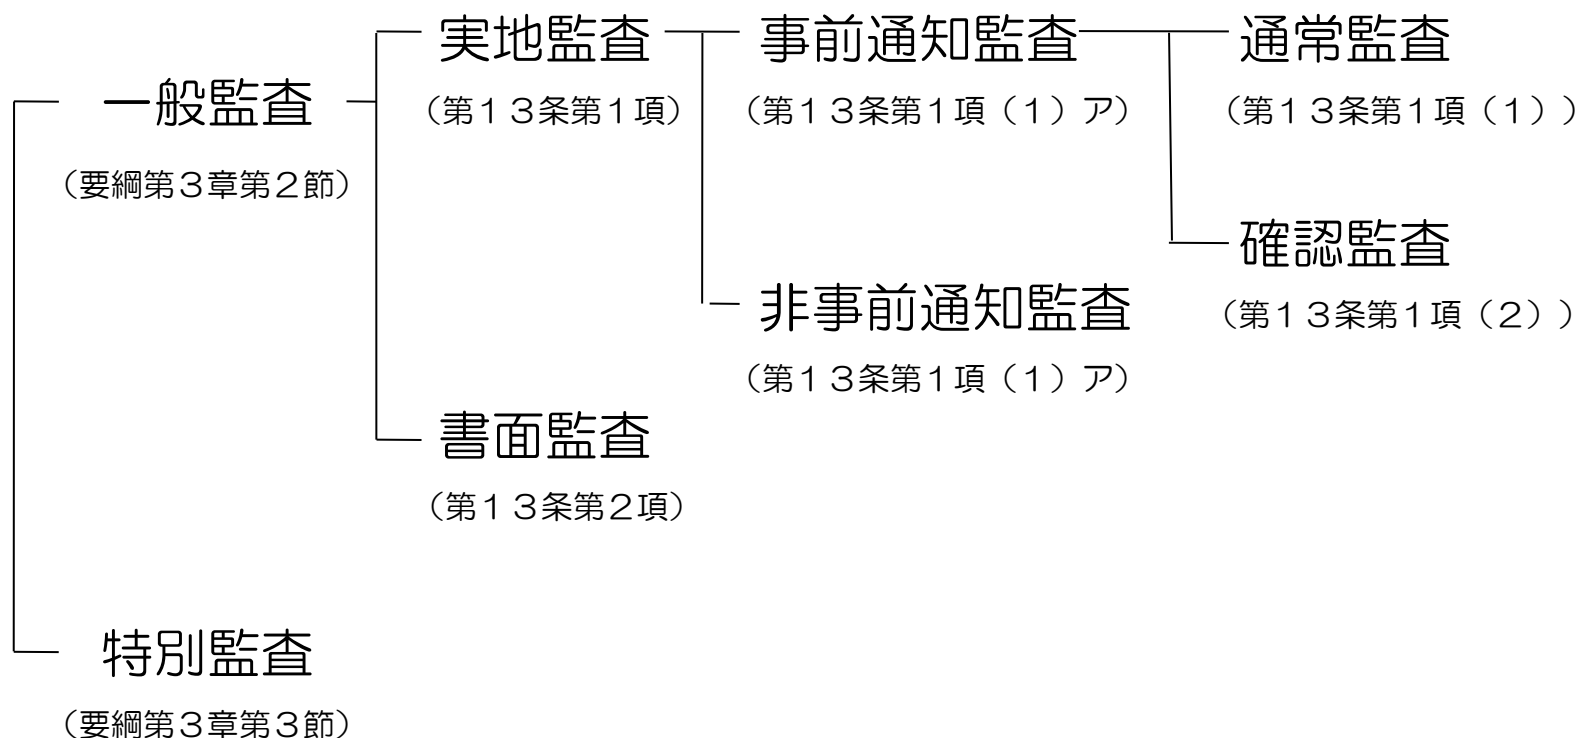 実地監査
事前通知監査
通常監査
一般監査
（第１３条第１項）
（第１３条第１項（１）ア）
（第１３条第１項（１））
（要綱第３章第２節）
確認監査
非事前通知監査
（第１３条第１項（２））
（第１３条第１項（１）ア）
書面監査
（第１３条第２項）
特別監査
（要綱第３章第３節）